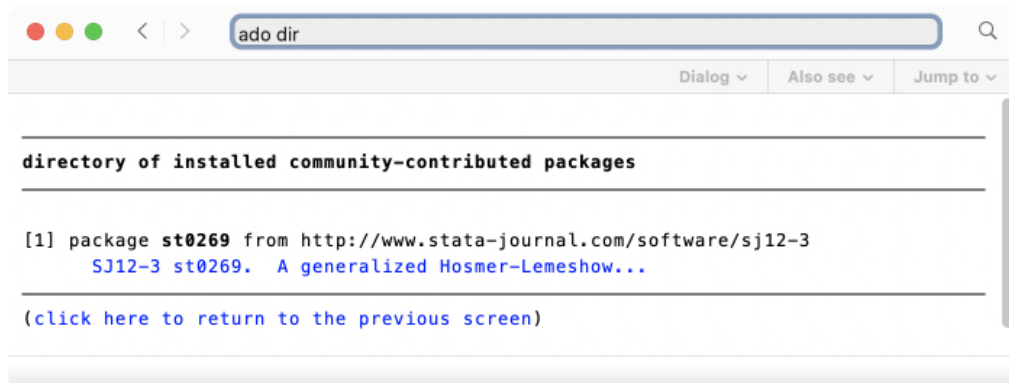 ado dir
Dialog Also see Jump to
directory of installed community-contributed packages
[1] package st0269 from http://www.stata-journal.com/software/sj12-3
SJ12-3 st0269. A generalized Hosmer-Lemeshow...
(click here to return to the previous screen)